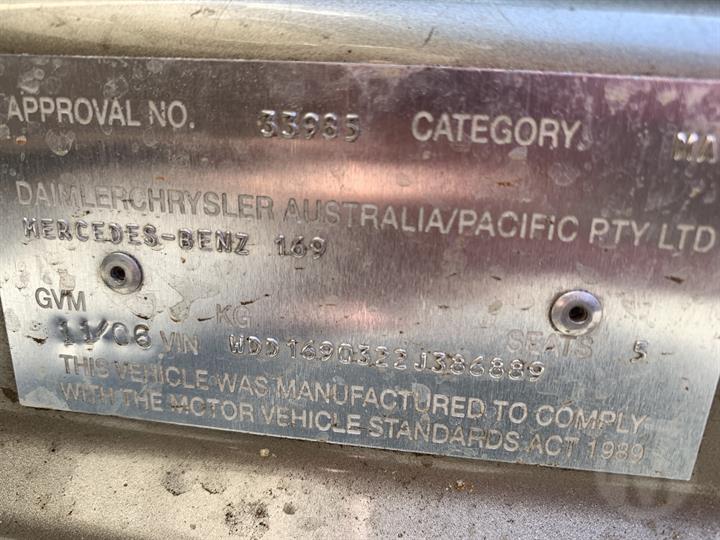 APPROVAL NO. 33985 CATEGORY MA
DAIMLERCHRYSLER AUSTRALIA/PACIFIC PTY LTD
MERCEDES-BENZ 169
GVM KG SEATS 5
11/06 VIN WDD1690322J386889
THIS VEHICLE WAS MANUFACTURED TO COMPLY
WITH THE MOTOR VEHICLE STANDARDS ACT 1989